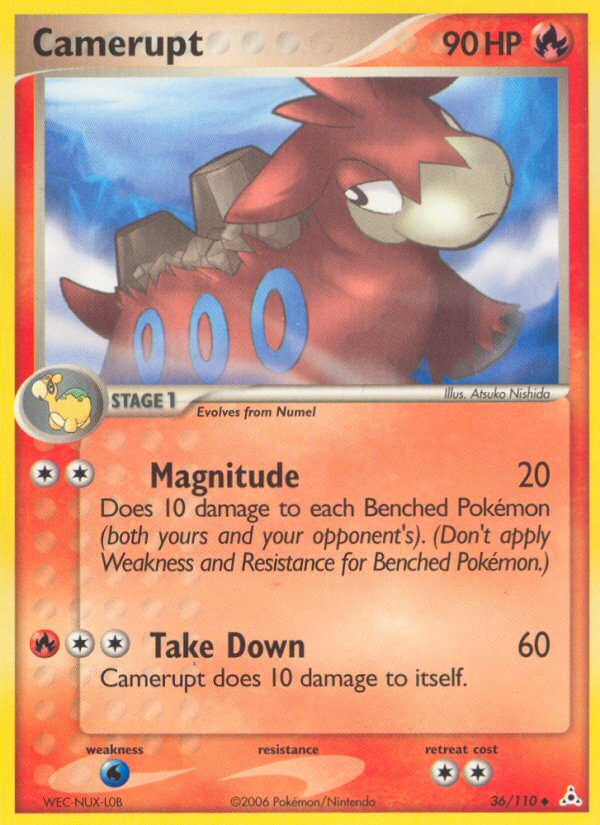 Camerupt
90 HP
Illus. Atsuko Nishida
STAGE 1
Evolves from Numel
Magnitude 20
Does 10 damage to each Benched Pokémon
(both yours and your opponent's). (Don't apply
Weakness and Resistance for Benched Pokémon.)
Take Down 60
Camerupt does 10 damage to itself.
weakness resistance retreat cost
WEC-NUX-L0B ©2006 Pokémon/Nintendo 36/110